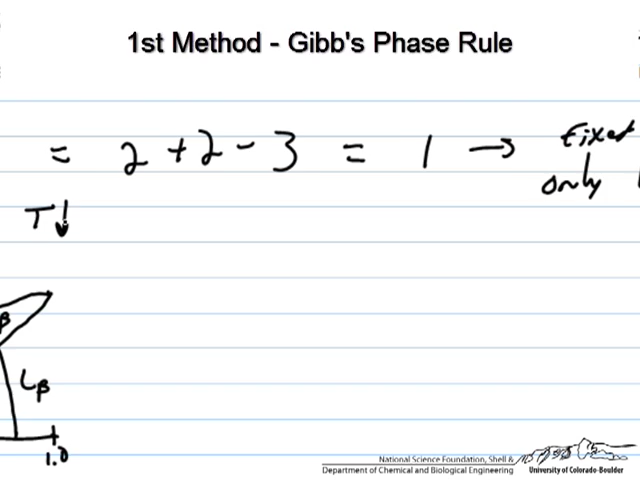 1st Method - Gibb's Phase Rule
= 2 + 2 - 3 = 1 → fixed
only
T↓
β
Lβ
1.0
National Science Foundation, Shell &
Department of Chemical and Biological Engineering
University of Colorado-Boulder